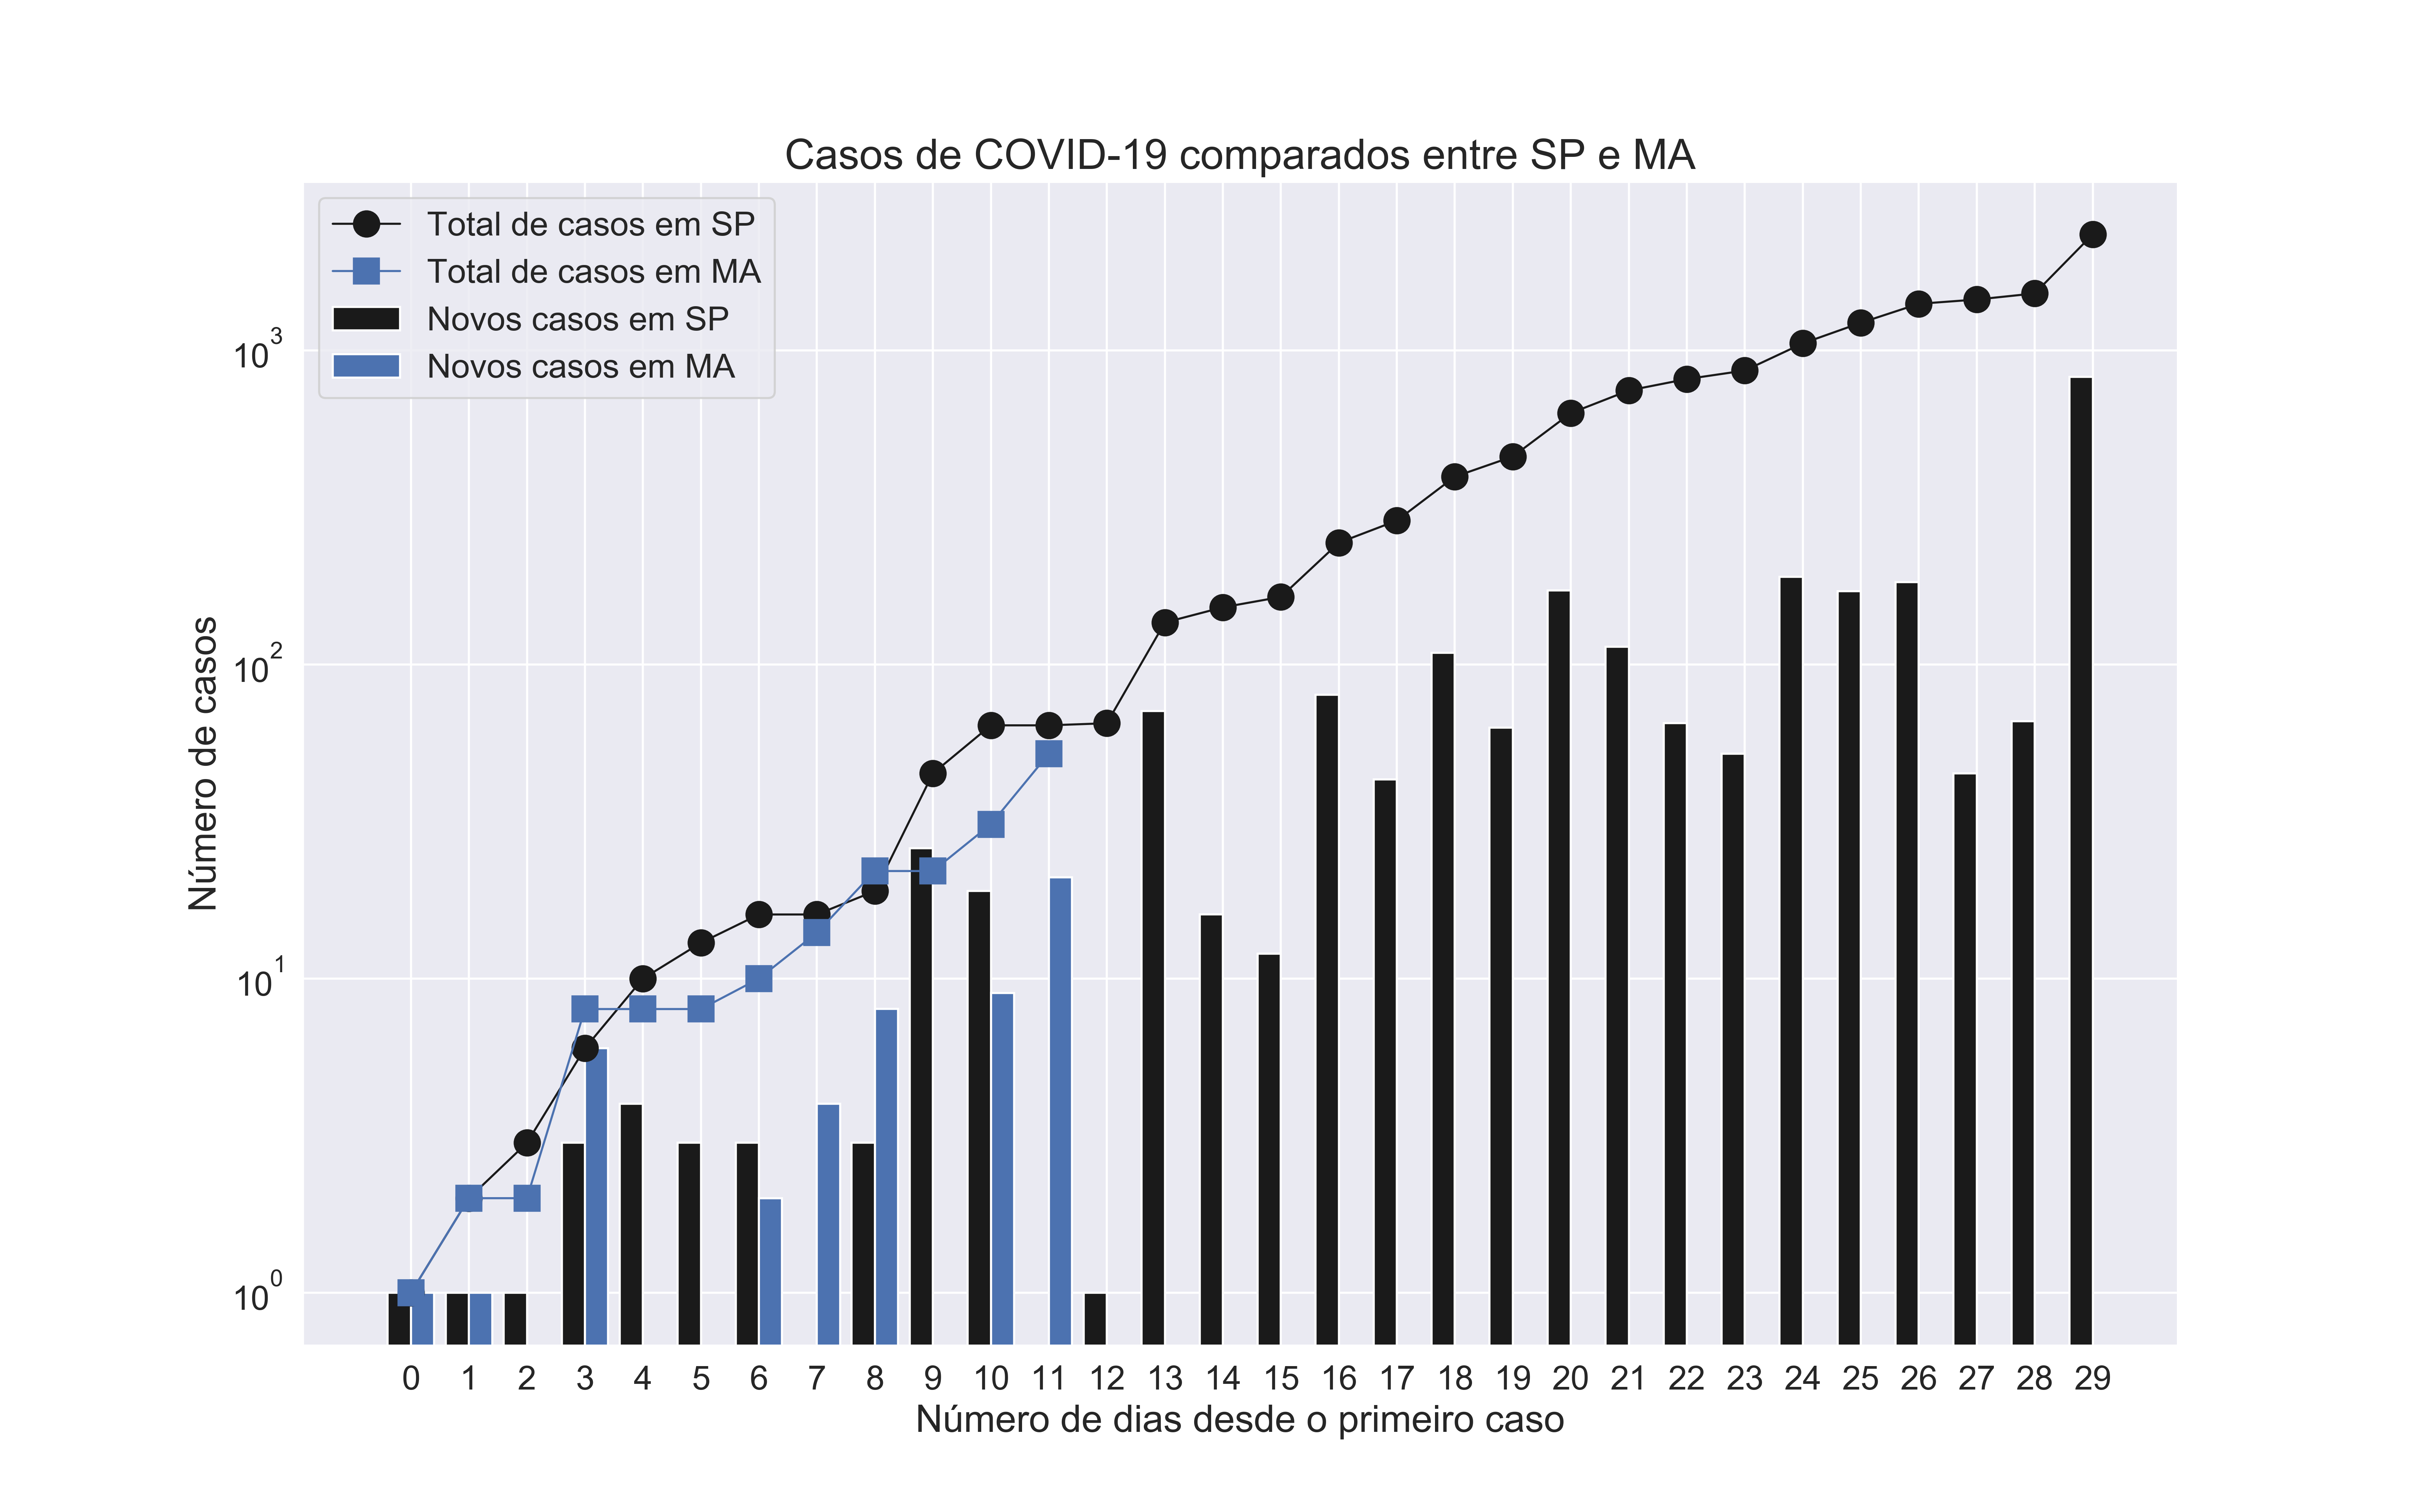 Casos de COVID-19 comparados entre SP e MA
Total de casos em SP
Total de casos em MA
Novos casos em SP
Novos casos em MA
Número de casos
10³
10²
10¹
10⁰
0 1 2 3 4 5 6 7 8 9 10 11 12 13 14 15 16 17 18 19 20 21 22 23 24 25 26 27 28 29
Número de dias desde o primeiro caso